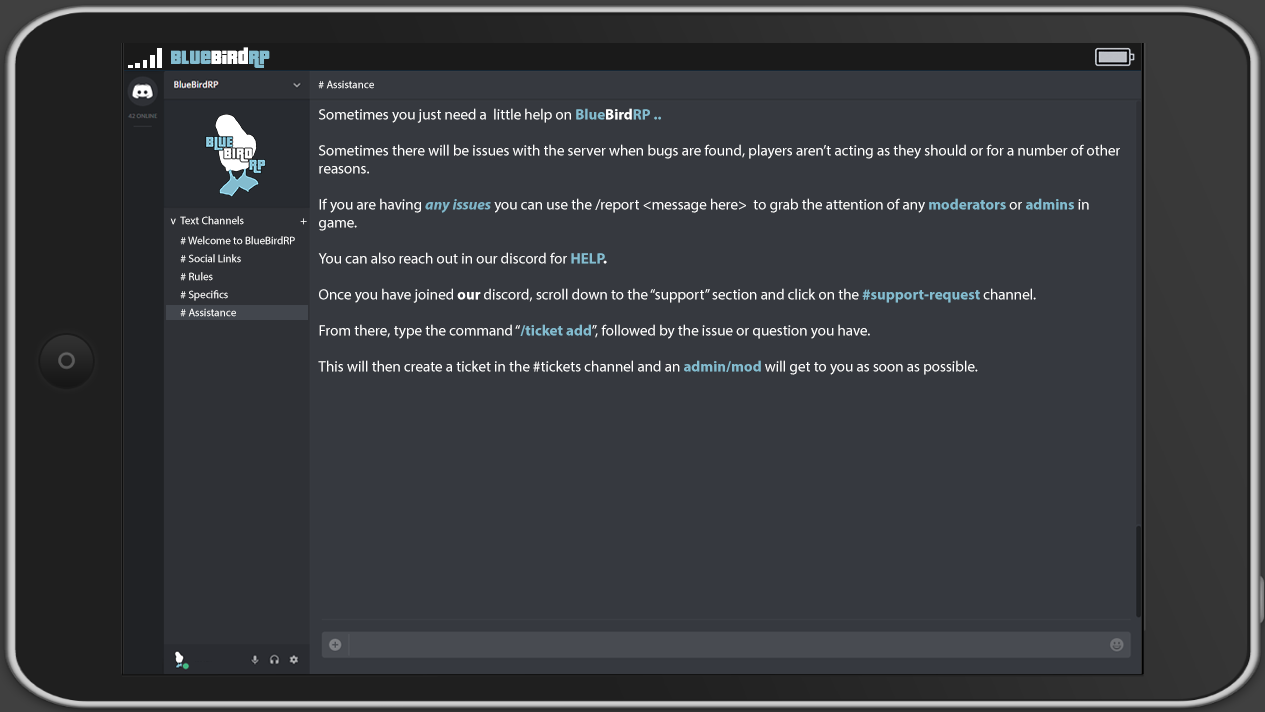 BLUEBIRDRP
BlueBirdRP
# Assistance
42 ONLINE
BLUE
BIRD
RP
v Text Channels +
# Welcome to BlueBirdRP
# Social Links
# Rules
# Specifics
# Assistance
Sometimes you just need a little help on BlueBirdRP ..
Sometimes there will be issues with the server when bugs are found, players aren’t acting as they should or for a number of other
reasons.
If you are having any issues you can use the /report <message here> to grab the attention of any moderators or admins in
game.
You can also reach out in our discord for HELP.
Once you have joined our discord, scroll down to the “support” section and click on the #support-request channel.
From there, type the command “/ticket add”, followed by the issue or question you have.
This will then create a ticket in the #tickets channel and an admin/mod will get to you as soon as possible.